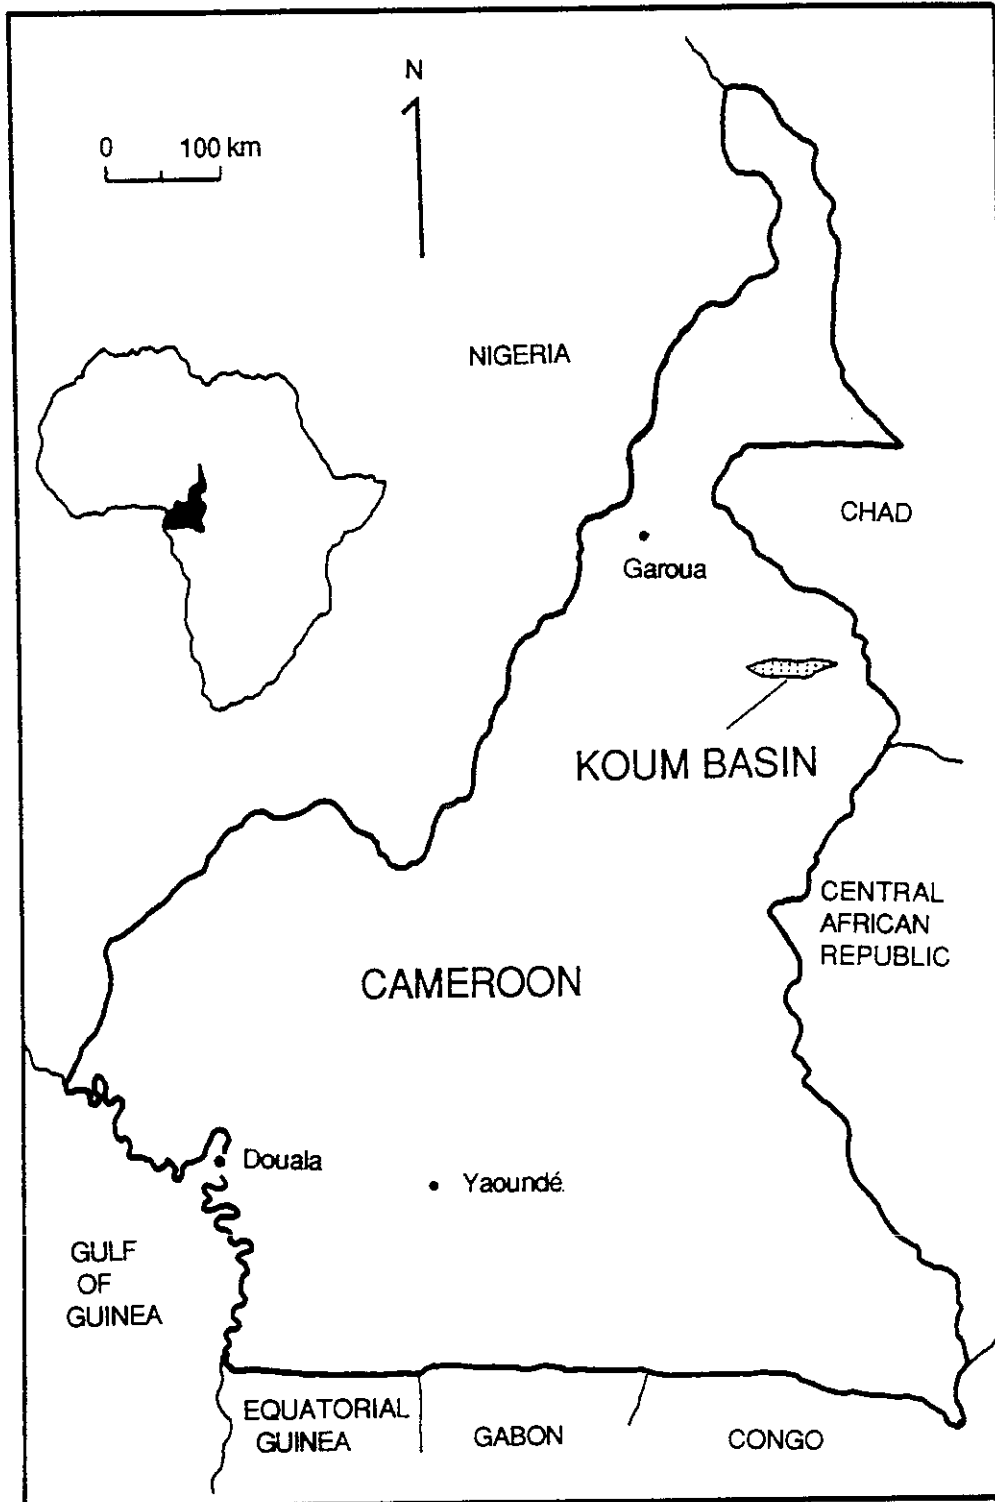 N
0 100 km
NIGERIA
CHAD
Garoua
KOUM BASIN
CENTRAL
AFRICAN
REPUBLIC
CAMEROON
Douala
Yaoundé
GULF
OF
GUINEA
EQUATORIAL
GUINEA
GABON
CONGO